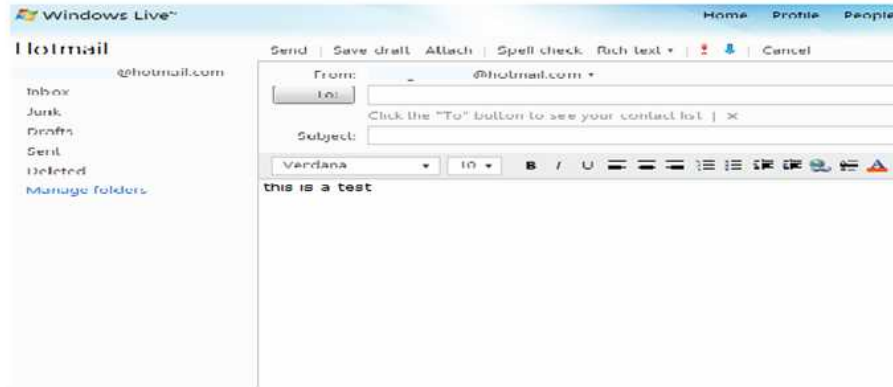 Windows Live™ Home Profile People
Hotmail
Send | Save draft Attach | Spell check Rich text | Cancel
@hotmail.com
From: @hotmail.com
To:
Click the "To" button to see your contact list | ×
Subject:
Inbox
Junk
Drafts
Sent
Deleted
Manage folders
Verdana 10 B I U A
this is a test